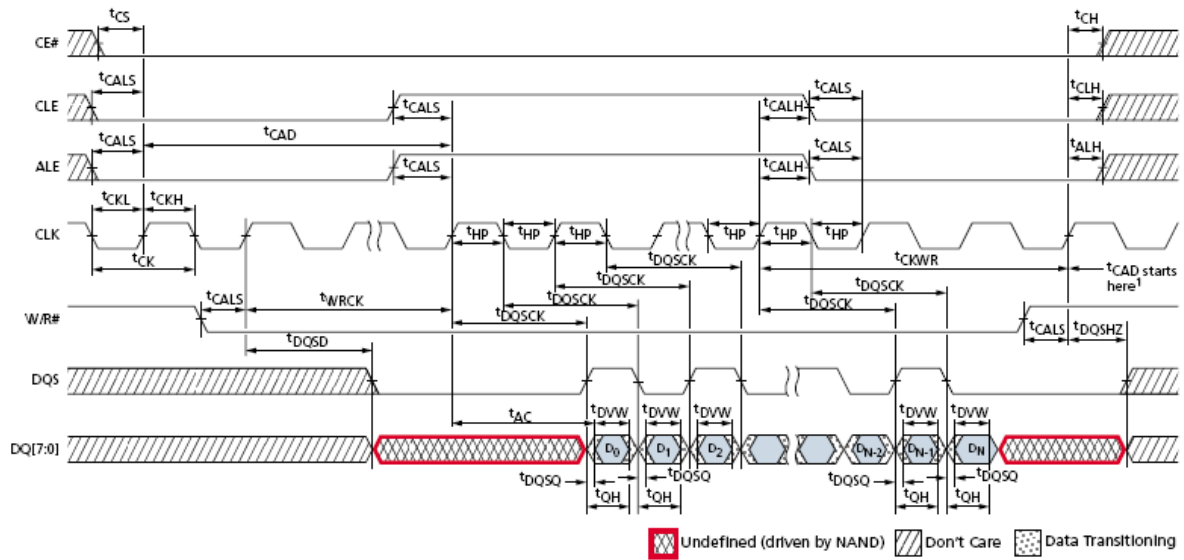 tCS
tCH
CE#
tCALS
tCALS
tCLH
CLE
tCALS
tCALH
tCAD
tCALS
tCALS
tALH
ALE
tCALS
tCALH
tCKL
tCKH
CLK
tHP
tHP
tHP
tHP
tHP
tHP
tCK
tDQSCK
tCKWR
tDQSCK
tCAD starts
here1
tCALS
tWRCK
tDQSCK
tDQSCK
tDQSCK
tDQSCK
W/R#
tCALS
tDQSHZ
tDQSD
DQS
tAC
tDVW
tDVW
tDVW
tDVW
tDVW
DQ[7:0]
D0
D1
D2
DN-2
DN-1
DN
tDQSQ
tDQSQ
tDQSQ
tDQSQ
tQH
tQH
tQH
tQH
Undefined (driven by NAND)
Don't Care
Data Transitioning